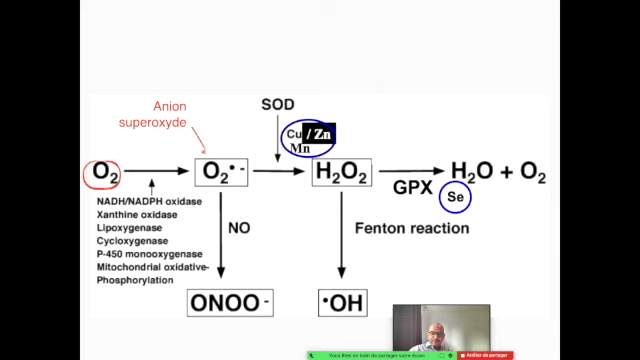 Anion
superoxyde
SOD
Cu / Zn
Mn
O₂
O₂•-
H₂O₂
H₂O + O₂
GPX
Se
NADH/NADPH oxidase
Xanthine oxidase
Lipoxygenase
Cycloxygenase
P-450 monooxygenase
Mitochondrial oxidative-
Phosphorylation
NO
Fenton reaction
ONOO-
•OH
Vous êtes en train de partager votre écran
Arrêter de partager